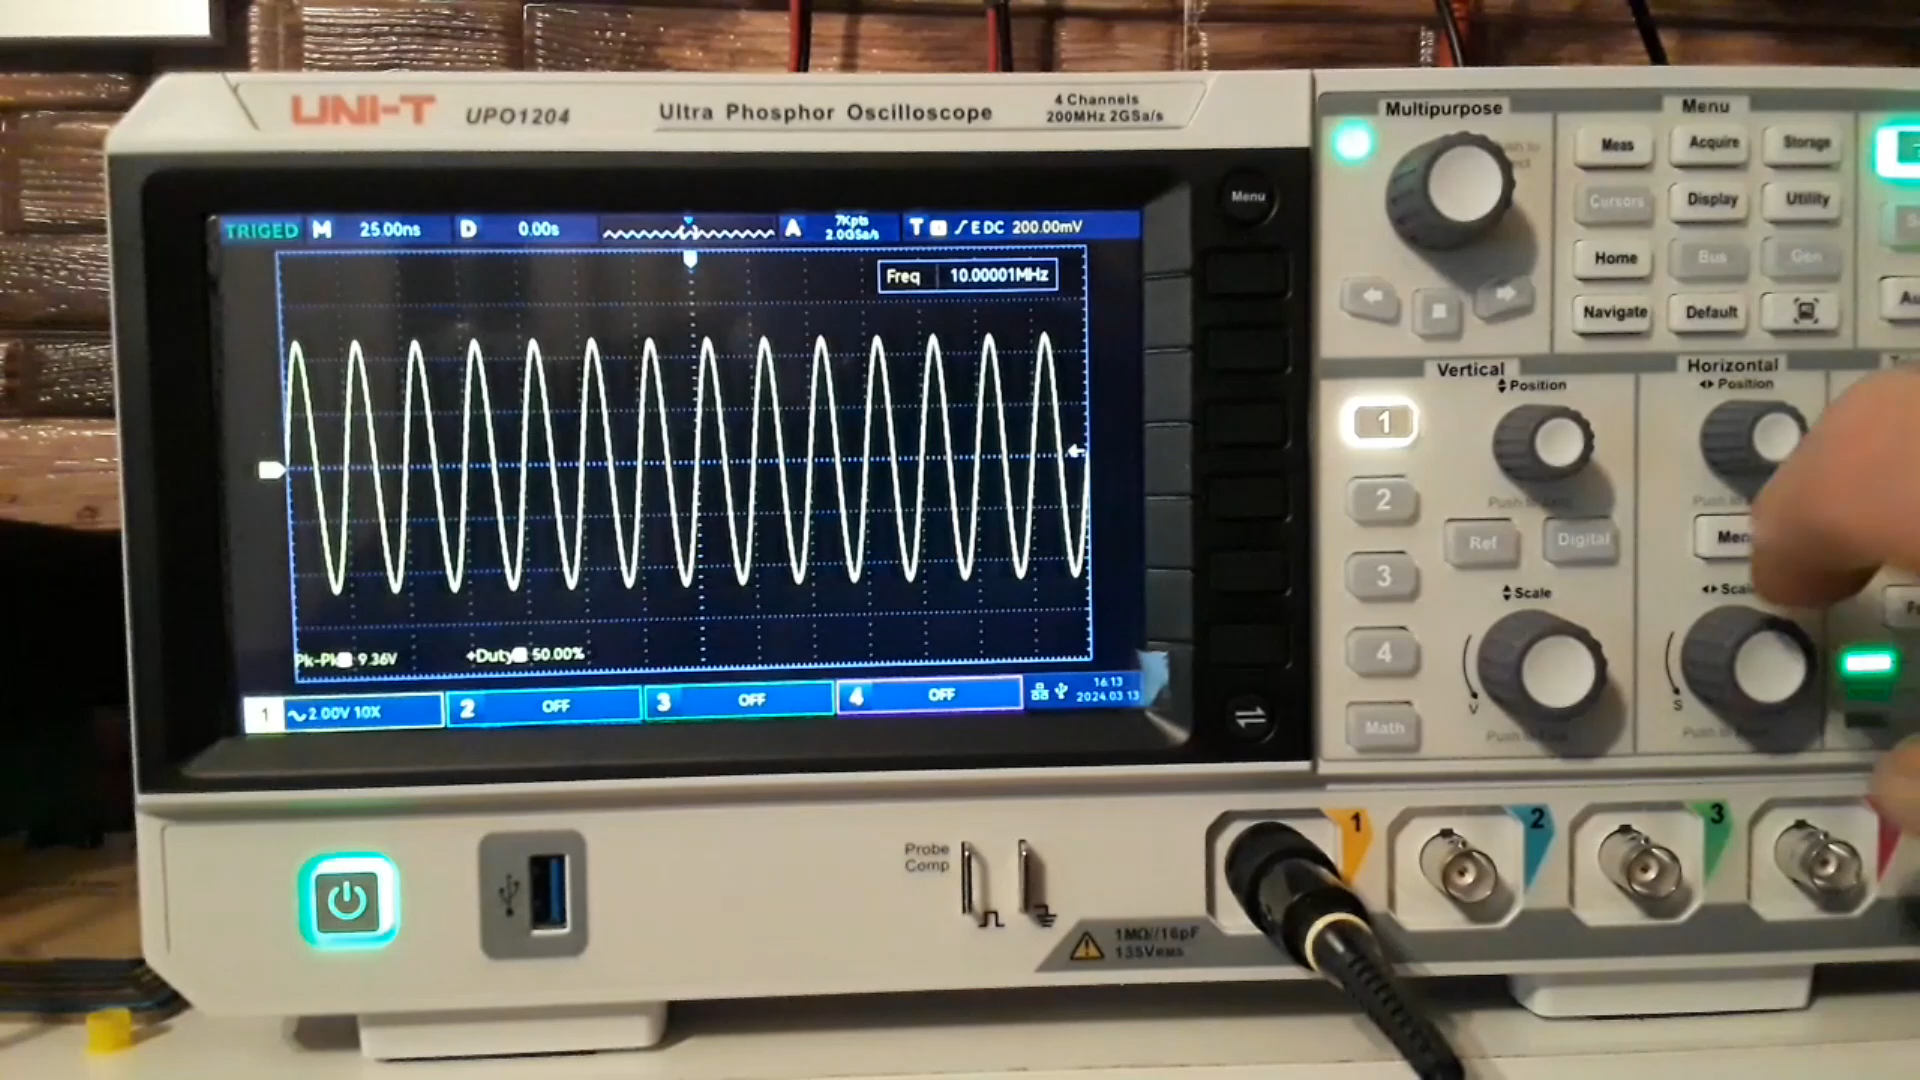 UNI-T UPO1204 Ultra Phosphor Oscilloscope 4 Channels
200MHz 2GSa/s
TRIGED M 25.00ns D 0.00s A 7Kpts
2.0GSa/s
T E DC 200.00mV
Freq 10.00001MHz
Pk-Pk 9.36V +Duty 50.00%
1 2.00V 10X 2 OFF 3 OFF 4 OFF 16:13
2024.03.13
Menu
Multipurpose
Menu
Meas Acquire Storage
Cursors Display Utility
Home Bus Gen
Navigate Default
Vertical
Position
1
2
Ref Digital
3
Scale
V
4
Math
Horizontal
Position
Scale
S
Probe
Comp
1MΩ//16pF
135VRMS
1 2 3